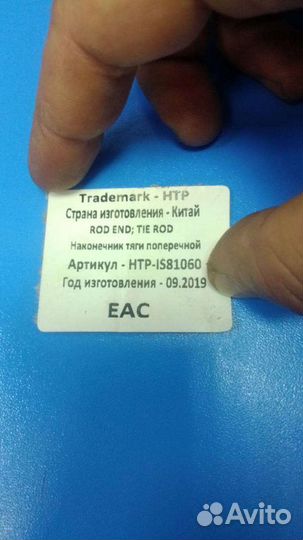 Trademark - HTP
Страна изготовления - Китай
ROD END; TIE ROD
Наконечник тяги поперечной
Артикул - HTP-IS81060
Год изготовления - 09.2019
EAC
Avito